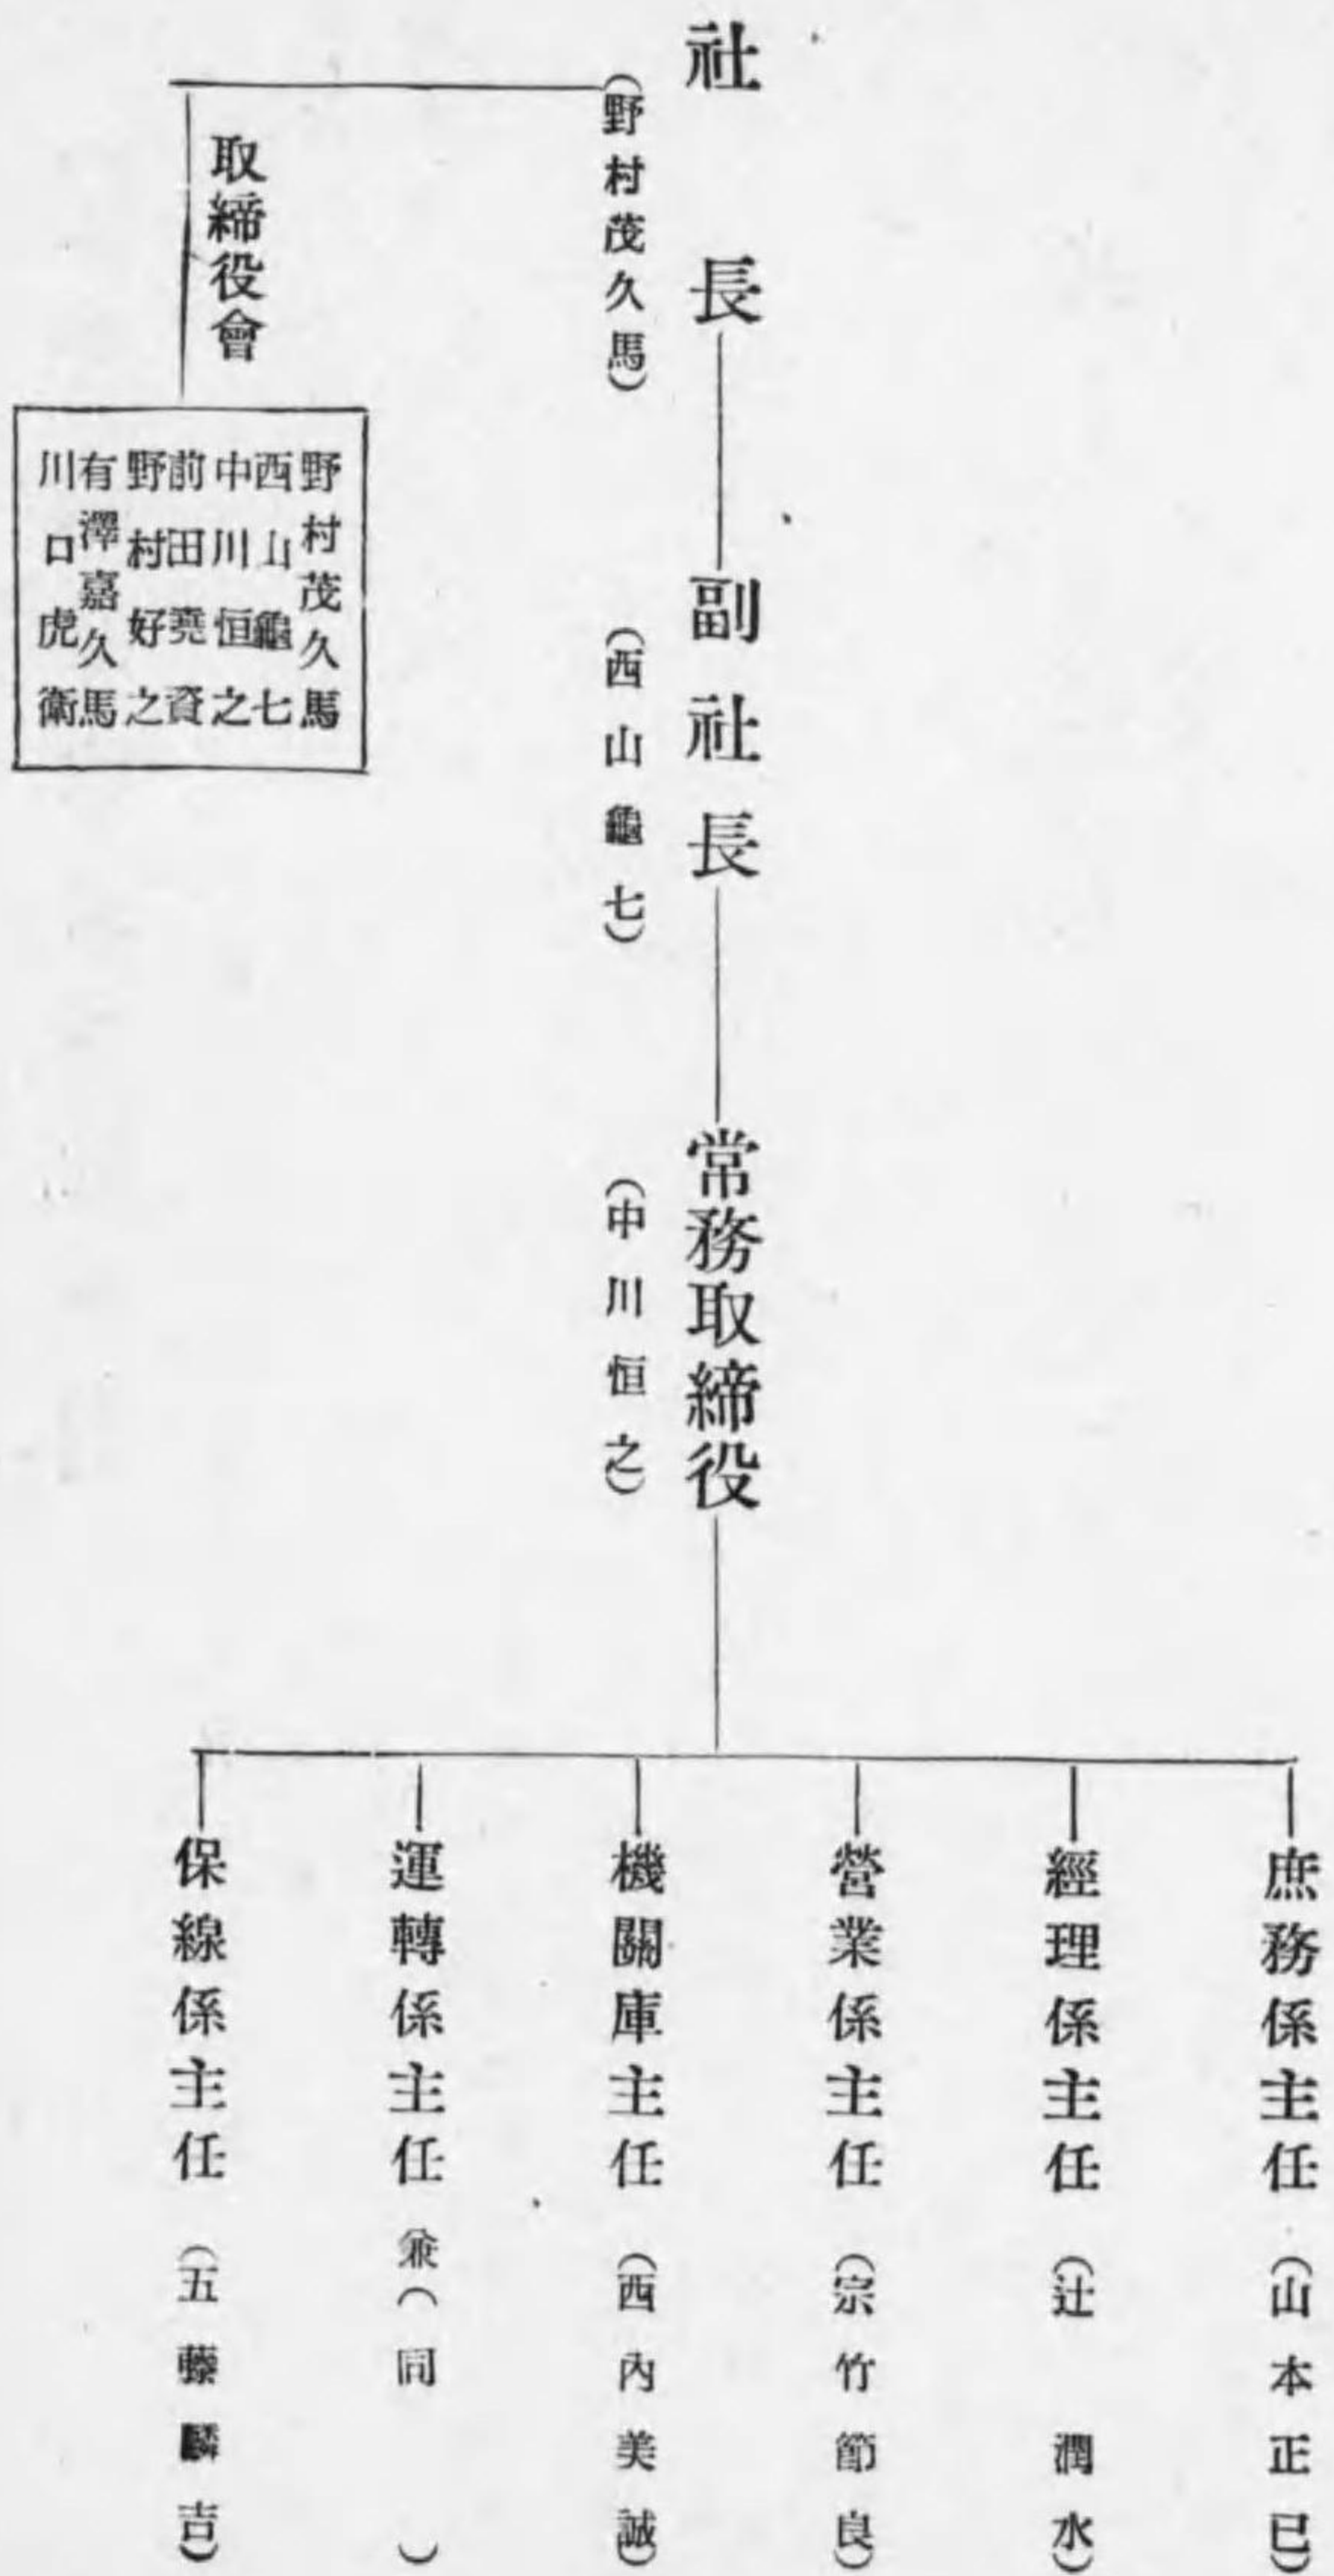 社長
(野村茂久馬)
取締役會
野村茂久馬
西山龜七
中川恒之
前田堯資
野村好之
有澤嘉久馬
川口虎衛
副社長
(西山龜七)
常務取締役
(中川恒之)
庶務係主任(山本正巳)
經理係主任(辻潤水)
營業係主任(宗竹節良)
機關庫主任(西內美誠)
運轉係主任兼(同)
保線係主任(五藤麟吉)